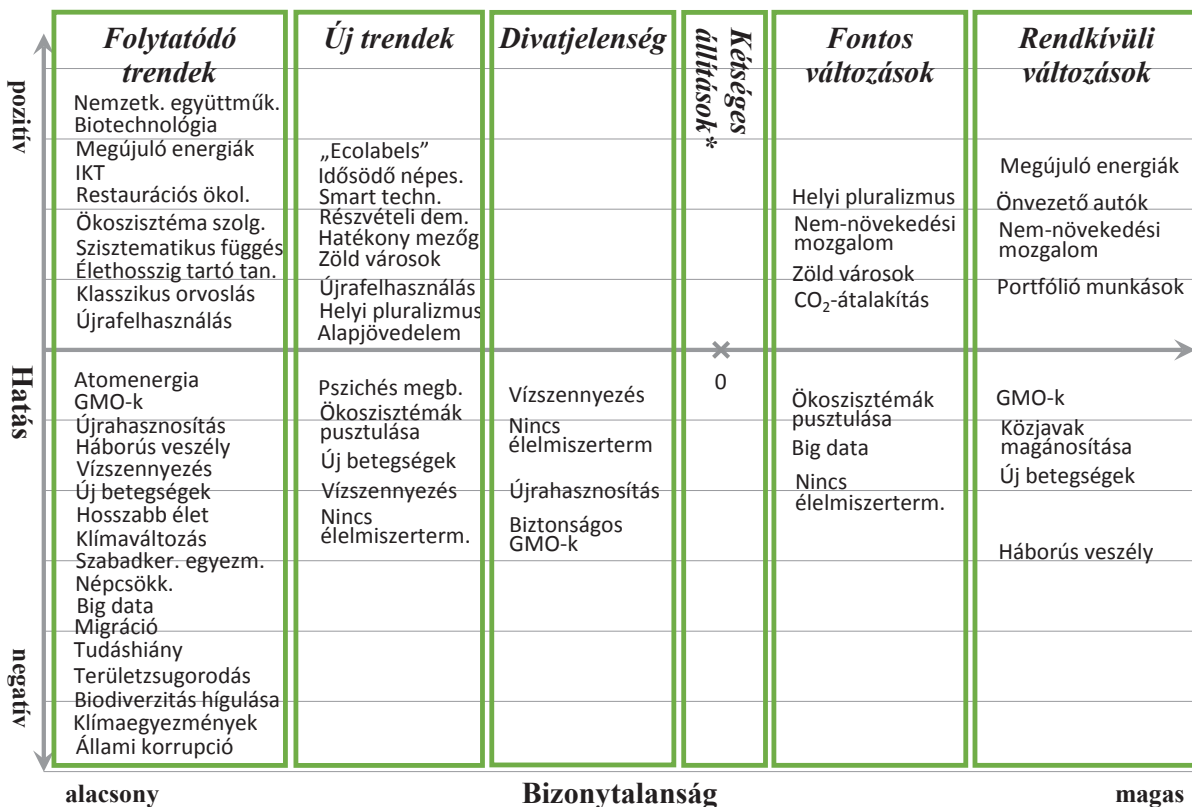 pozitív
Hatás
negatív
Folytatódó
trendek
Nemzetk. együttműk.
Biotechnológia
Megújuló energiák
IKT
Restaurációs ökol.
Ökoszisztéma szolg.
Szisztematikus függés
Élethosszig tartó tan.
Klasszikus orvoslás
Újrafelhasználás
Atomenergia
GMO-k
Újrahasznosítás
Háborús veszély
Vízszennyezés
Új betegségek
Hosszabb élet
Klímaváltozás
Szabadker. egyezm.
Népcsökk.
Big data
Migráció
Tudáshiány
Területzsugorodás
Biodiverzitás hígulása
Klímaegyezmények
Állami korrupció
Új trendek
„Ecolabels”
Idősödő népes.
Smart techn.
Részvételi dem.
Hatékony mezőg
Zöld városok
Újrafelhasználás
Helyi pluralizmus
Alapjövedelem
Pszichés megb.
Ökoszisztémák
pusztulása
Új betegségek
Vízszennyezés
Nincs
élelmiszerterm.
Divatjelenség
Vízszennyezés
Nincs
élelmiszerterm
Újrahasznosítás
Biztonságos
GMO-k
Kétséges
állítások*
0
Fontos
változások
Helyi pluralizmus
Nem-növekedési
mozgalom
Zöld városok
CO₂-átalakítás
Ökoszisztémák
pusztulása
Big data
Nincs
élelmiszerterm.
Rendkívüli
változások
Megújuló energiák
Önvezető autók
Nem-növekedési
mozgalom
Portfólió munkások
GMO-k
Közjavak
magánosítása
Új betegségek
Háborús veszély
alacsony
Bizonytalanság
magas